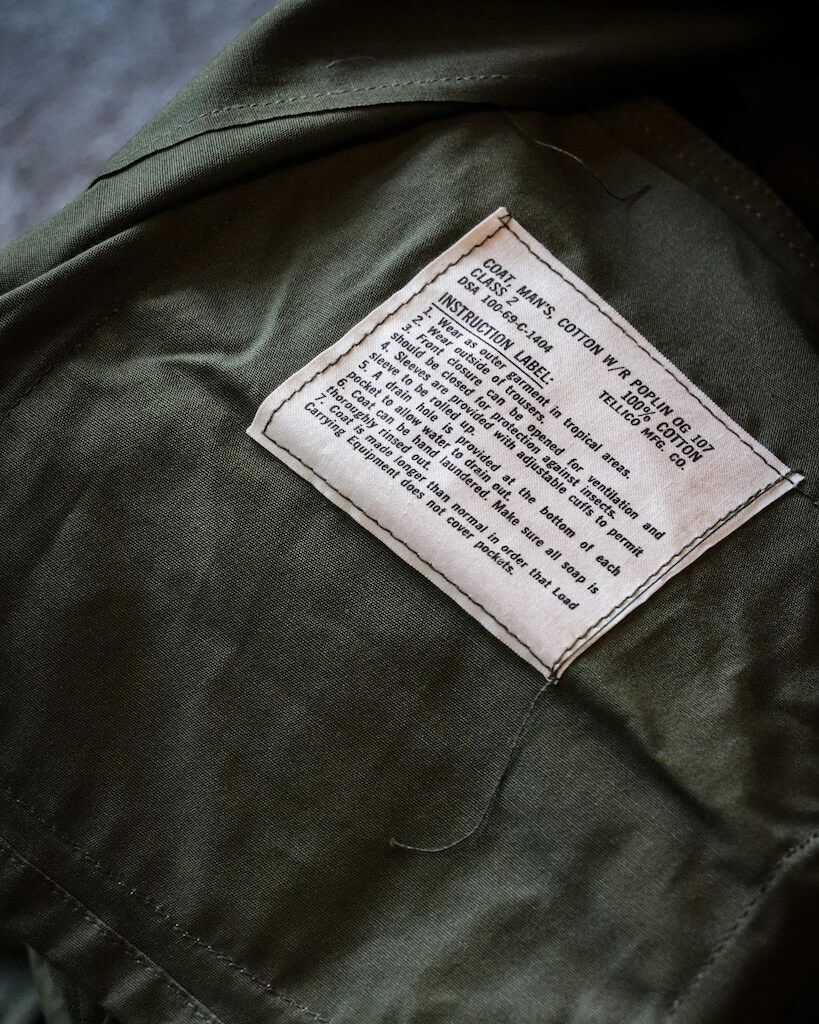 COAT, MAN'S, COTTON W/R POPLIN OG 107
CLASS 2 100% COTTON
DSA 100-69-C-1404 TELLICO MFG. CO.
INSTRUCTION LABEL:
1. Wear as outer garment in tropical areas.
2. Wear outside of trousers.
3. Front closure can be opened for ventilation and
should be closed for protection against insects.
4. Sleeves are provided with adjustable cuffs to permit
sleeve to be rolled up.
5. A drain hole is provided at the bottom of each
pocket to allow water to drain out.
6. Coat can be hand laundered. Make sure all soap is
thoroughly rinsed out.
7. Coat is made longer than normal in order that Load
Carrying Equipment does not cover pockets.